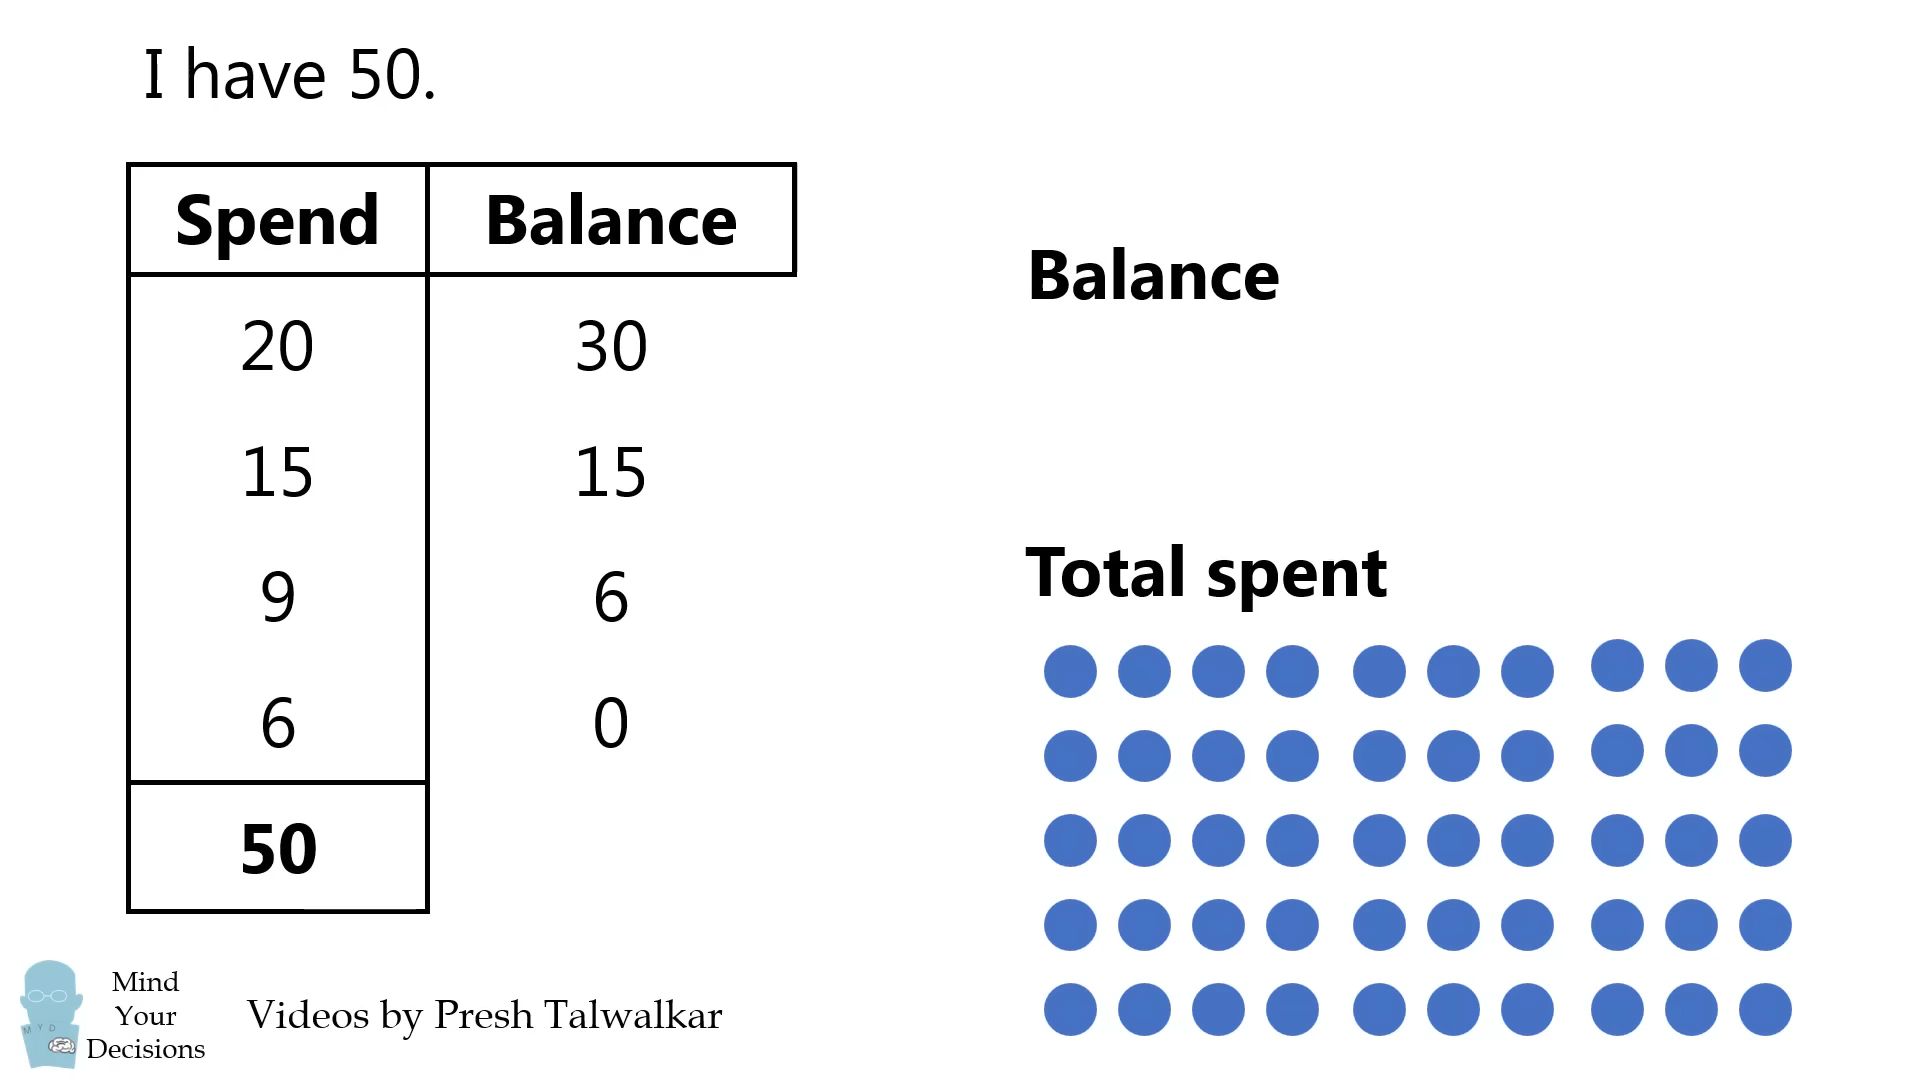 I have 50.
Spend Balance
20 30
15 15
9 6
6 0
50
Balance
Total spent
M Y D
Mind
Your
Decisions
Videos by Presh Talwalkar